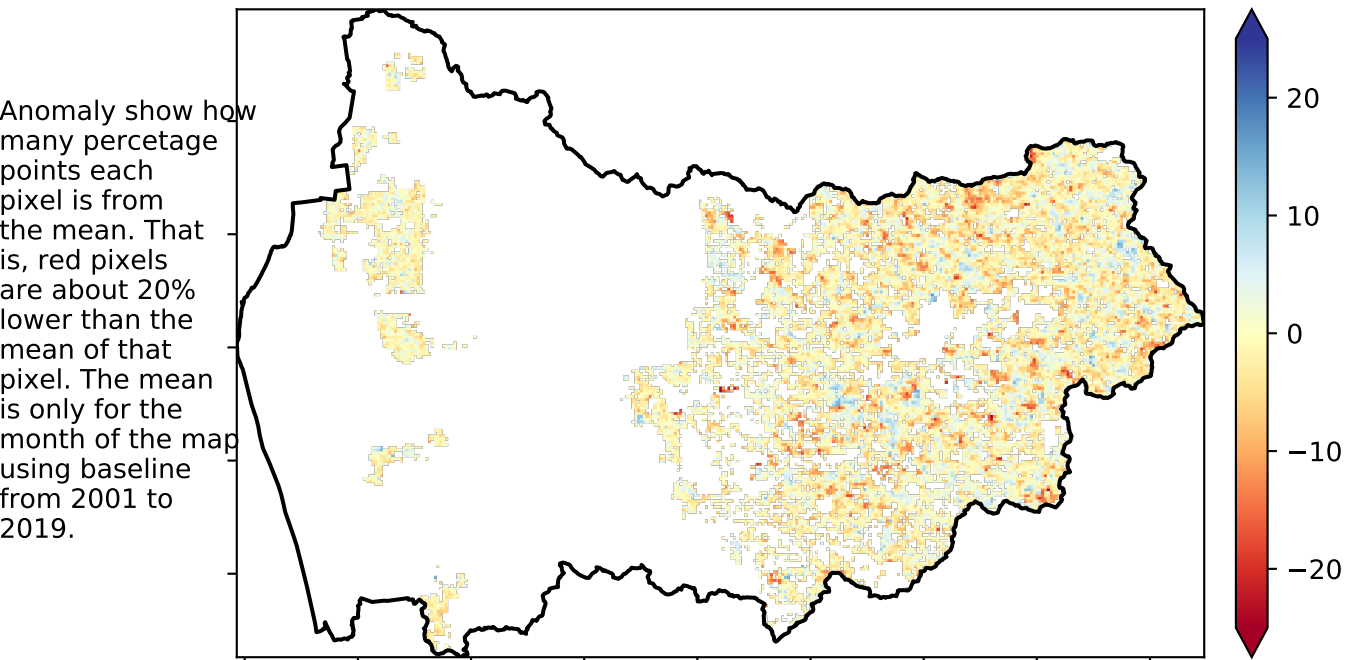 Anomaly show how
many percetage
points each
pixel is from
the mean. That
is, red pixels
are about 20%
lower than the
mean of that
pixel. The mean
is only for the
month of the map
using baseline
from 2001 to
2019.
20
10
0
−10
−20